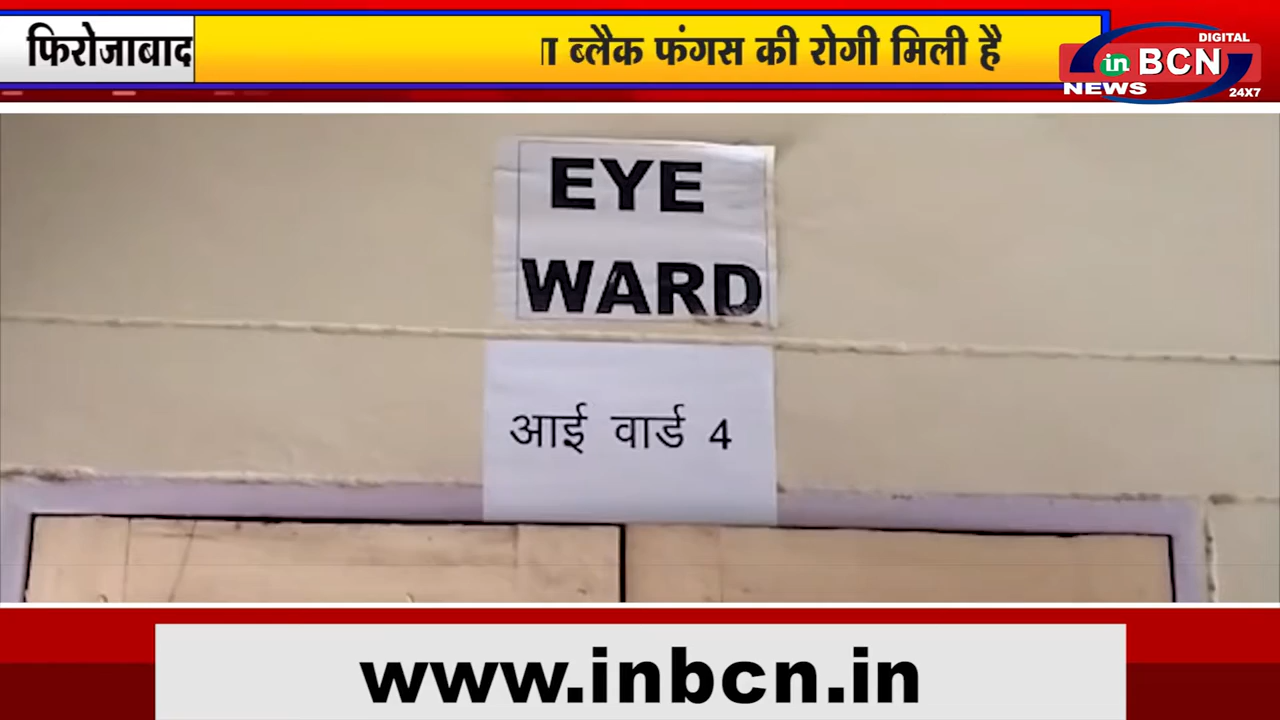 फिरोजाबाद
ब्लैक फंगस की रोगी मिली है
DIGITAL
in BCN
NEWS
24X7
EYE
WARD
आई वार्ड 4
www.inbcn.in